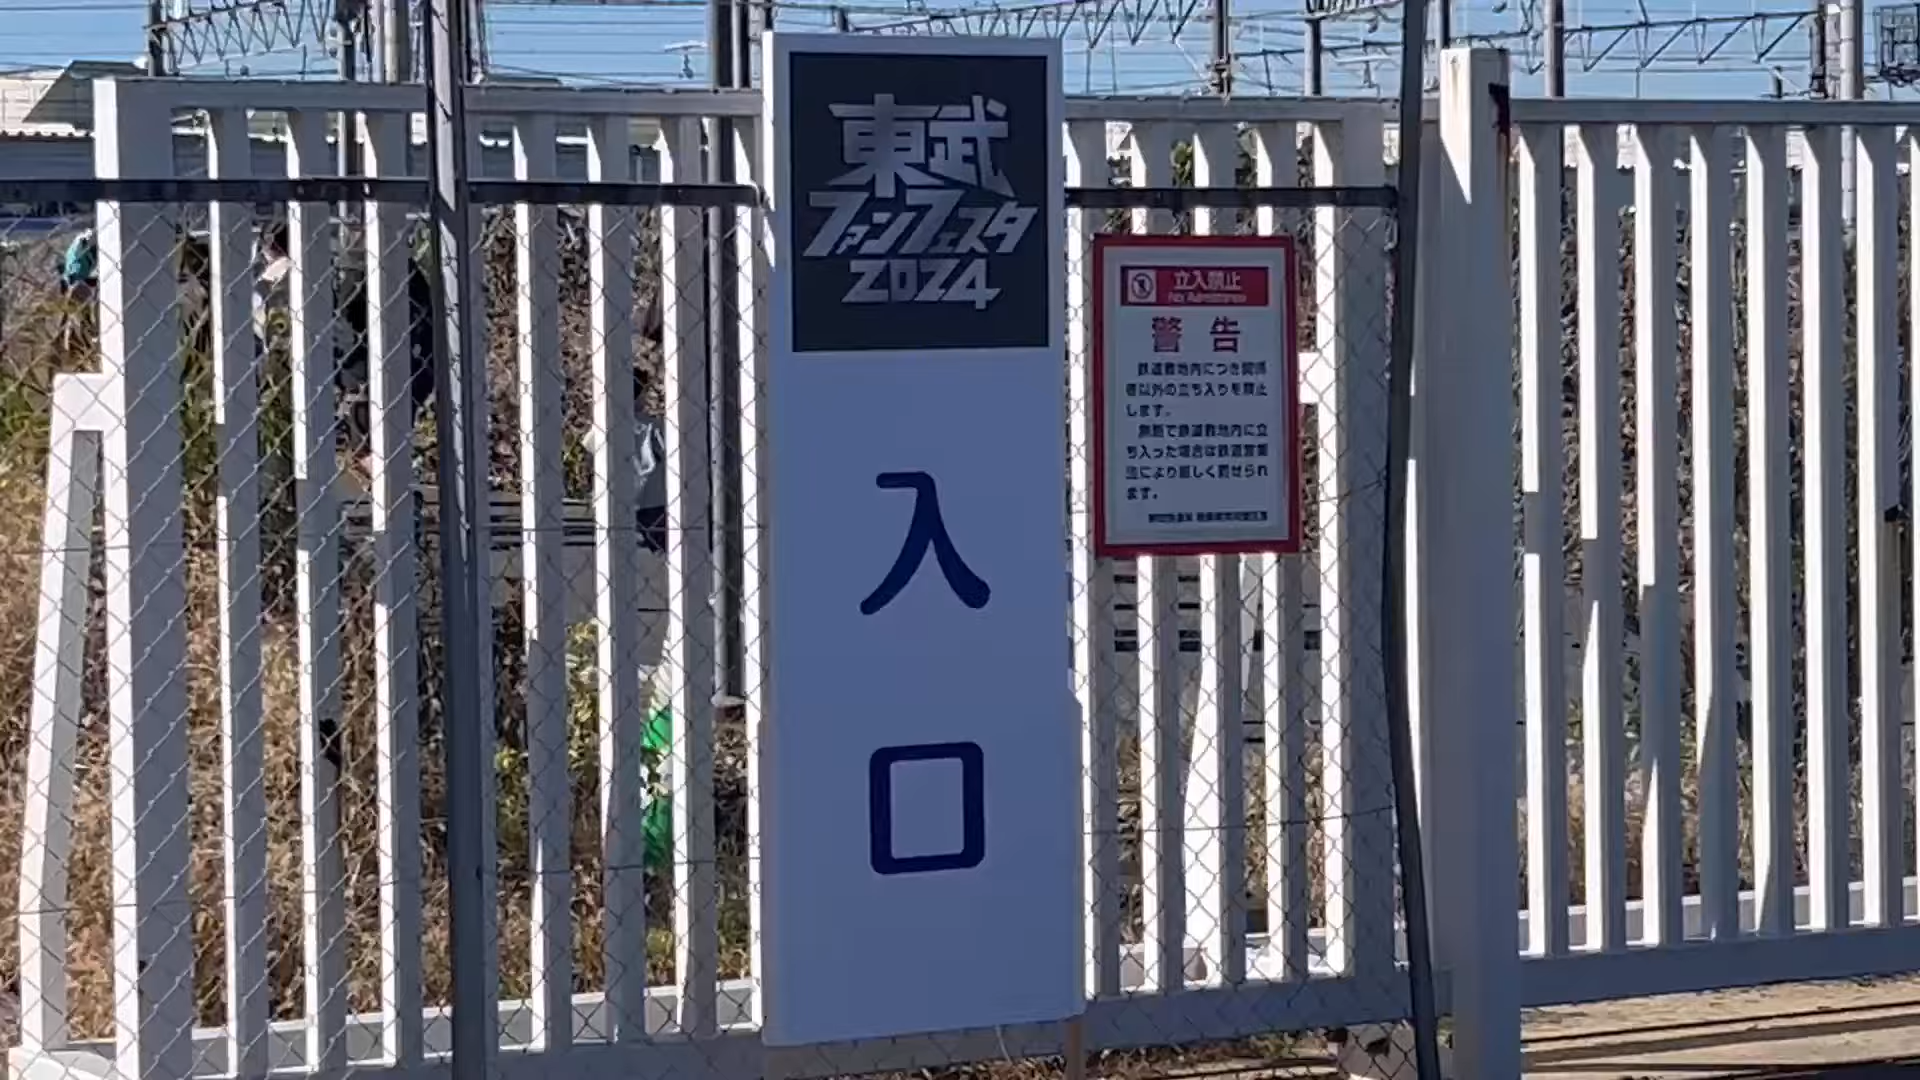 東武
ファンフェスタ
2024
入口
立入禁止
No Admittance
警告
鉄道敷地内につき関係
者以外の立ち入りを禁止
します。
無断で鉄道敷地内に立
ち入った場合は鉄道営業
法により厳しく罰せられ
ます。